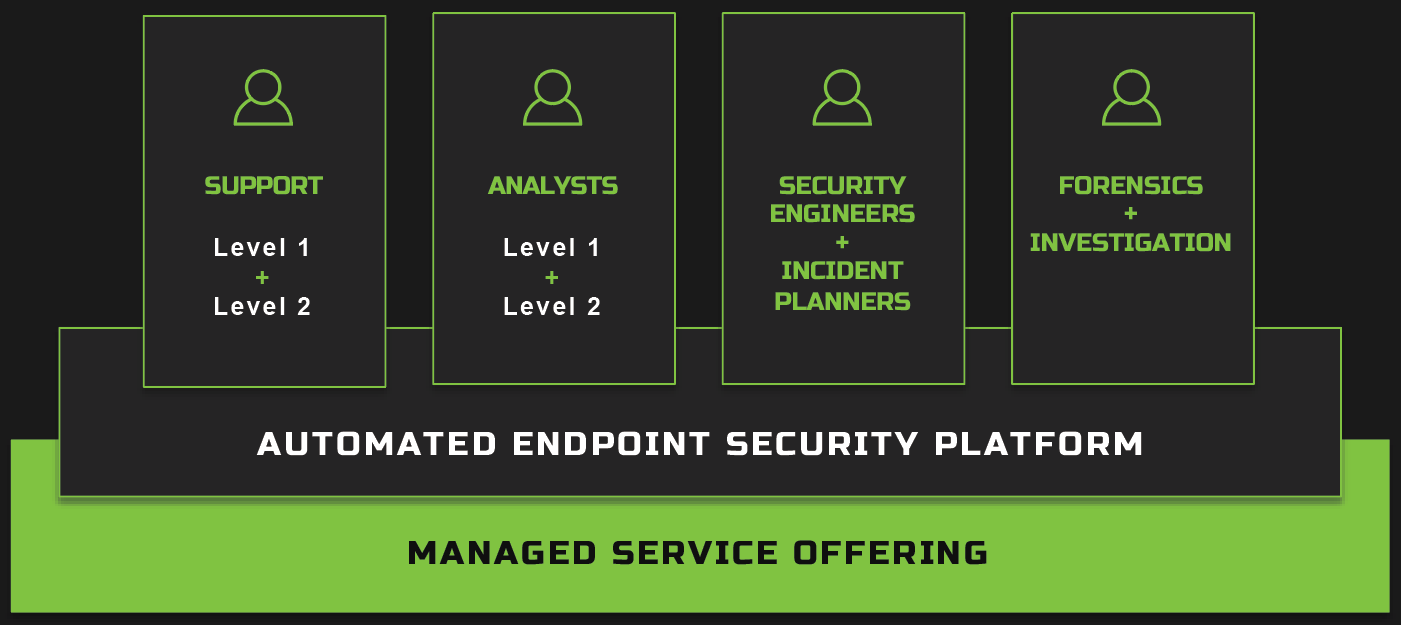 SUPPORT
Level 1
+
Level 2
ANALYSTS
Level 1
+
Level 2
SECURITY
ENGINEERS
+
INCIDENT
PLANNERS
FORENSICS
+
INVESTIGATION
AUTOMATED ENDPOINT SECURITY PLATFORM
MANAGED SERVICE OFFERING